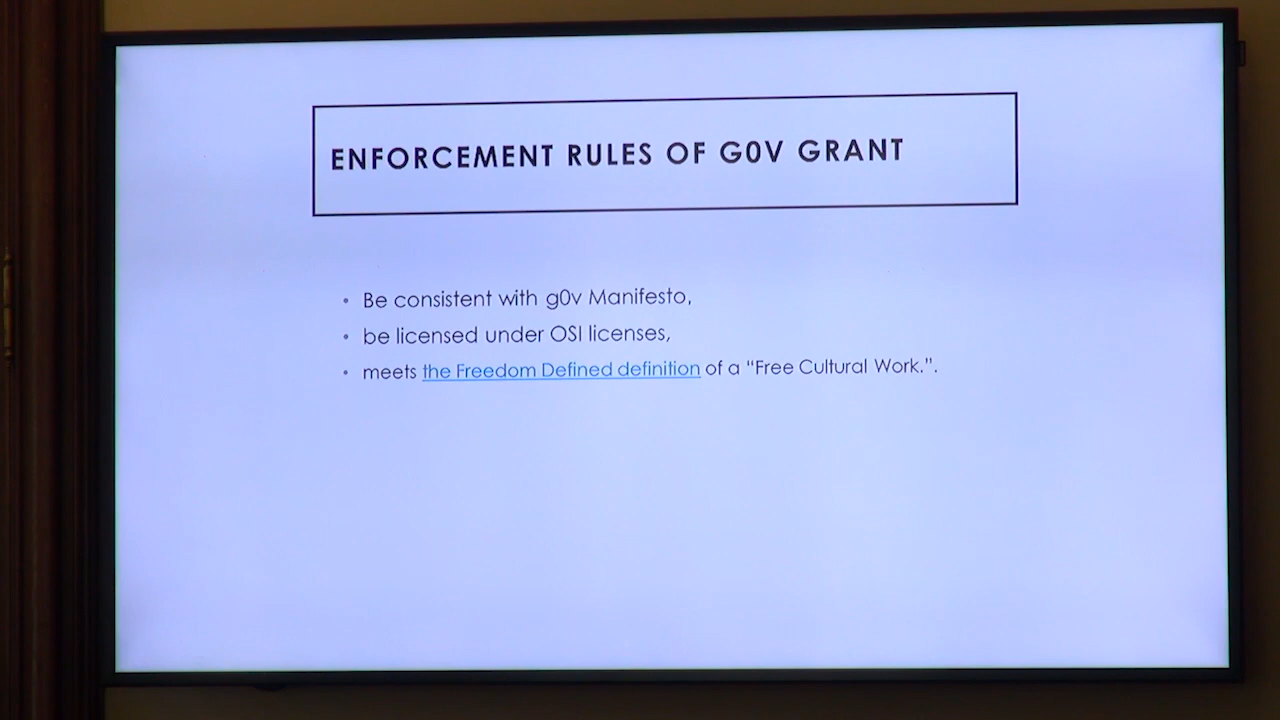 ENFORCEMENT RULES OF G0V GRANT
• Be consistent with g0v Manifesto,
• be licensed under OSI licenses,
• meets the Freedom Defined definition of a “Free Cultural Work.”.